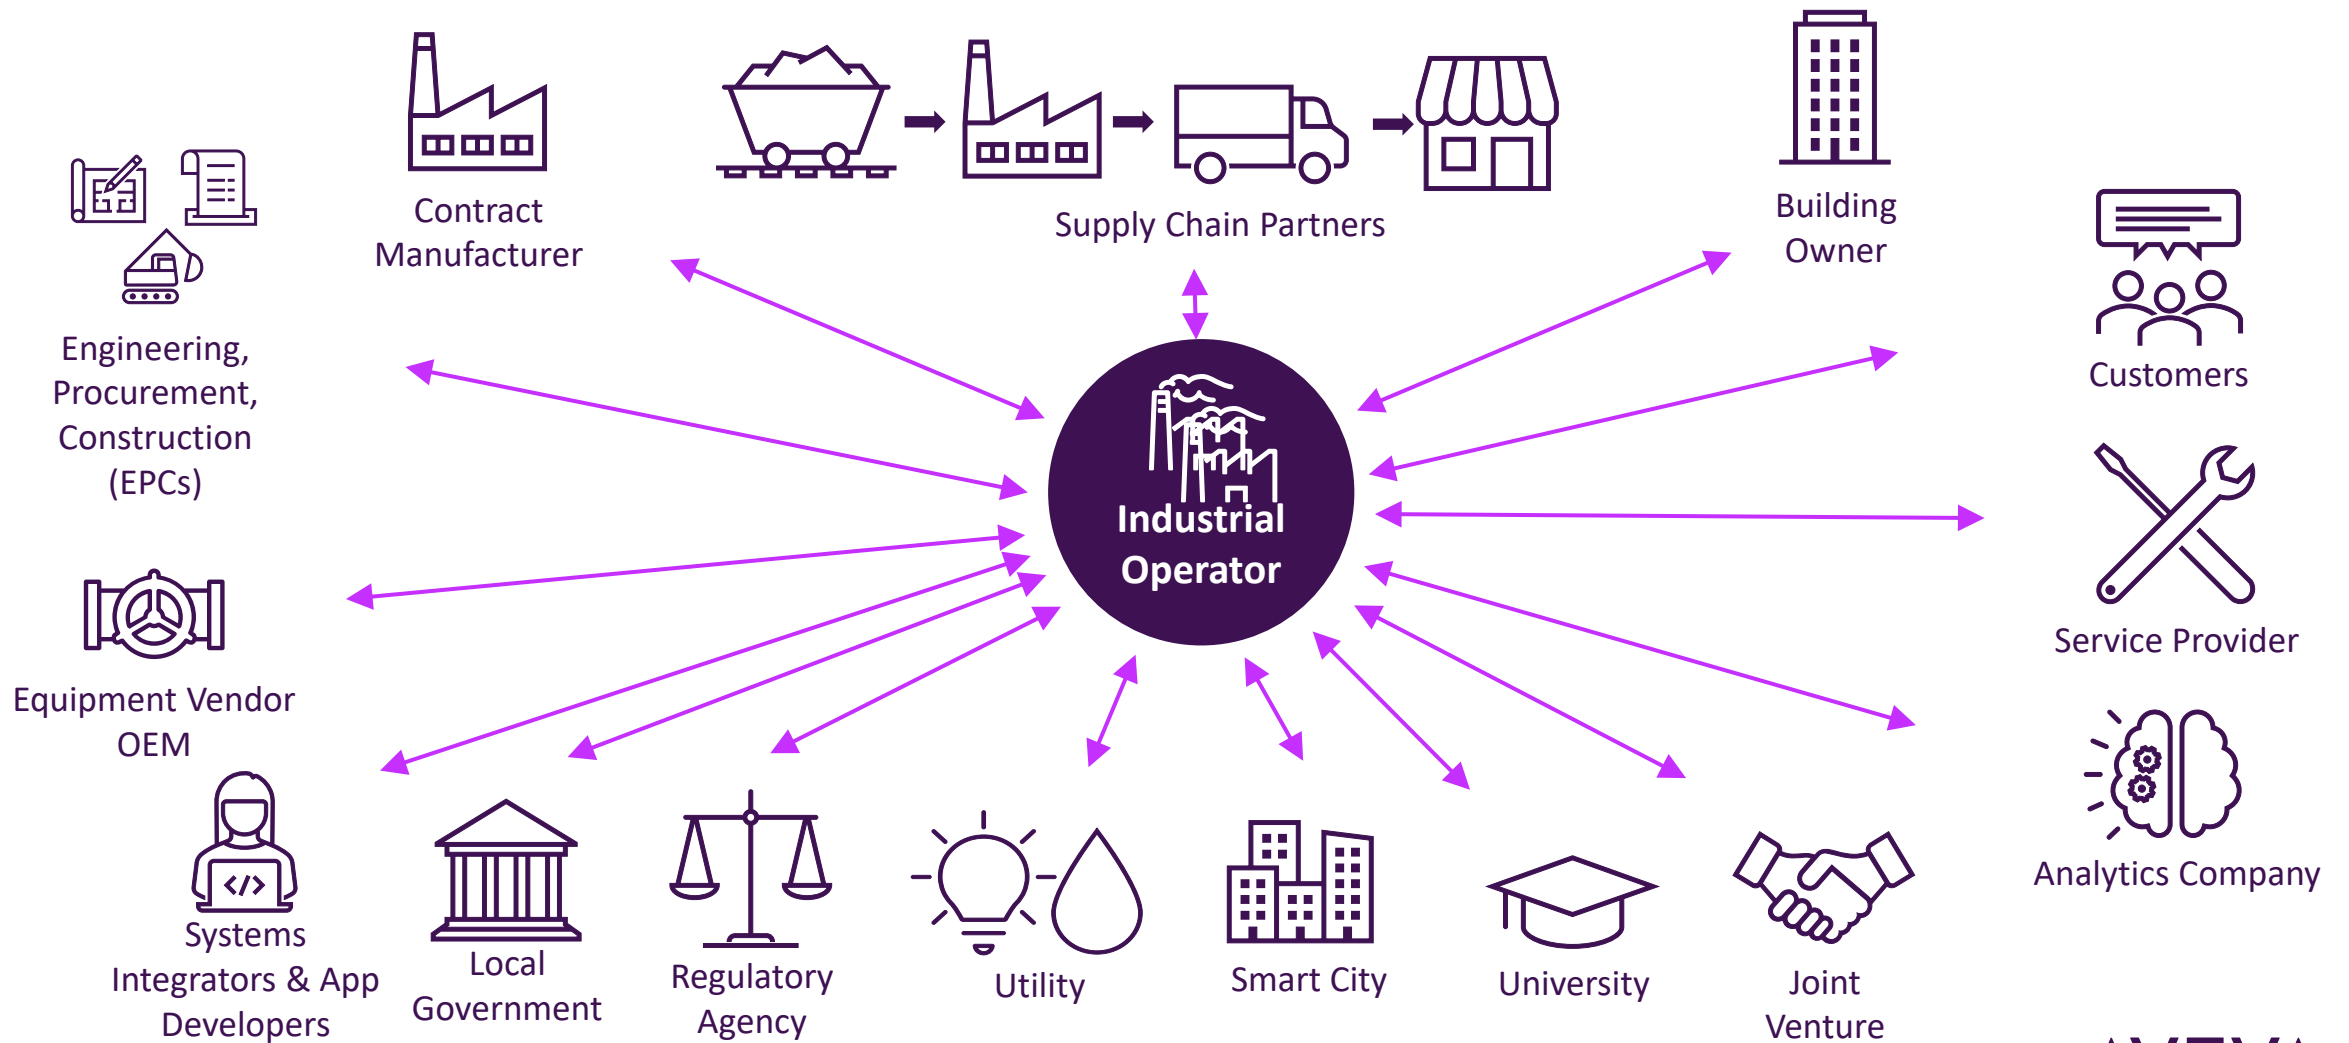 Contract
Manufacturer
Supply Chain Partners
Building
Owner
Customers
Engineering,
Procurement,
Construction
(EPCs)
Industrial
Operator
Service Provider
Equipment Vendor
OEM
Analytics Company
</>
Systems
Integrators & App
Developers
Local
Government
Regulatory
Agency
Utility
Smart City
University
Joint
Venture